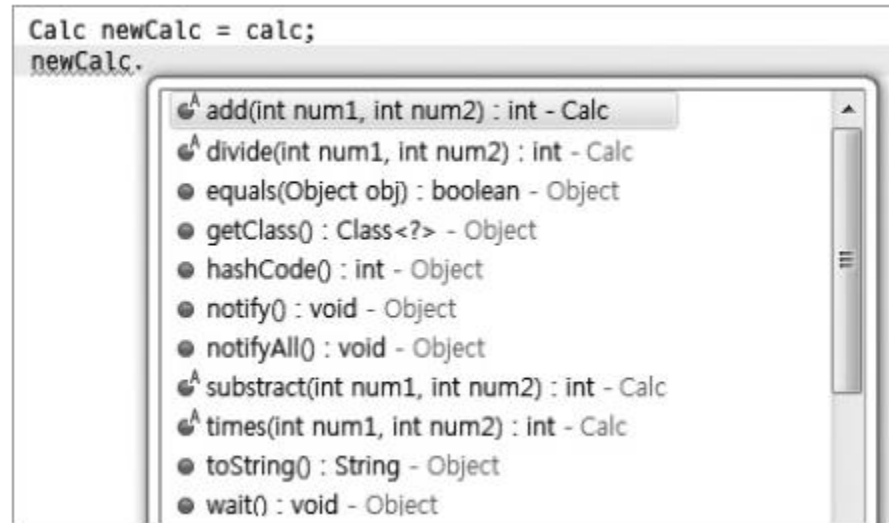 Calc newCalc = calc;
newCalc.
A add(int num1, int num2) : int - Calc
A divide(int num1, int num2) : int - Calc
equals(Object obj) : boolean - Object
getClass() : Class<?> - Object
hashCode() : int - Object
notify() : void - Object
notifyAll() : void - Object
A substract(int num1, int num2) : int - Calc
A times(int num1, int num2) : int - Calc
toString() : String - Object
wait() : void - Object